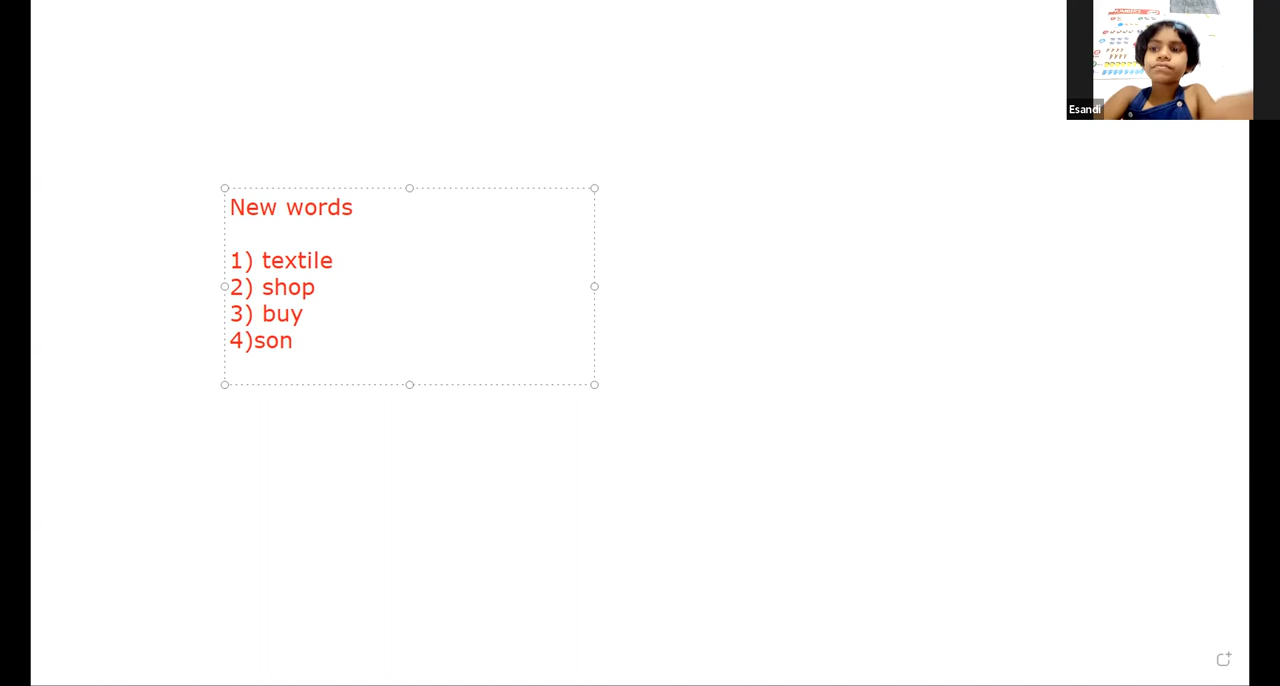 Esandi
New words
1) textile
2) shop
3) buy
4)son